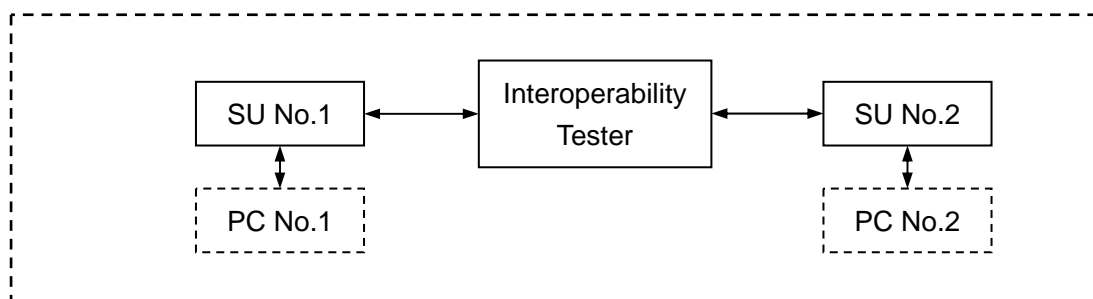 Interoperability
Tester
SU No.1
SU No.2
PC No.1
PC No.2